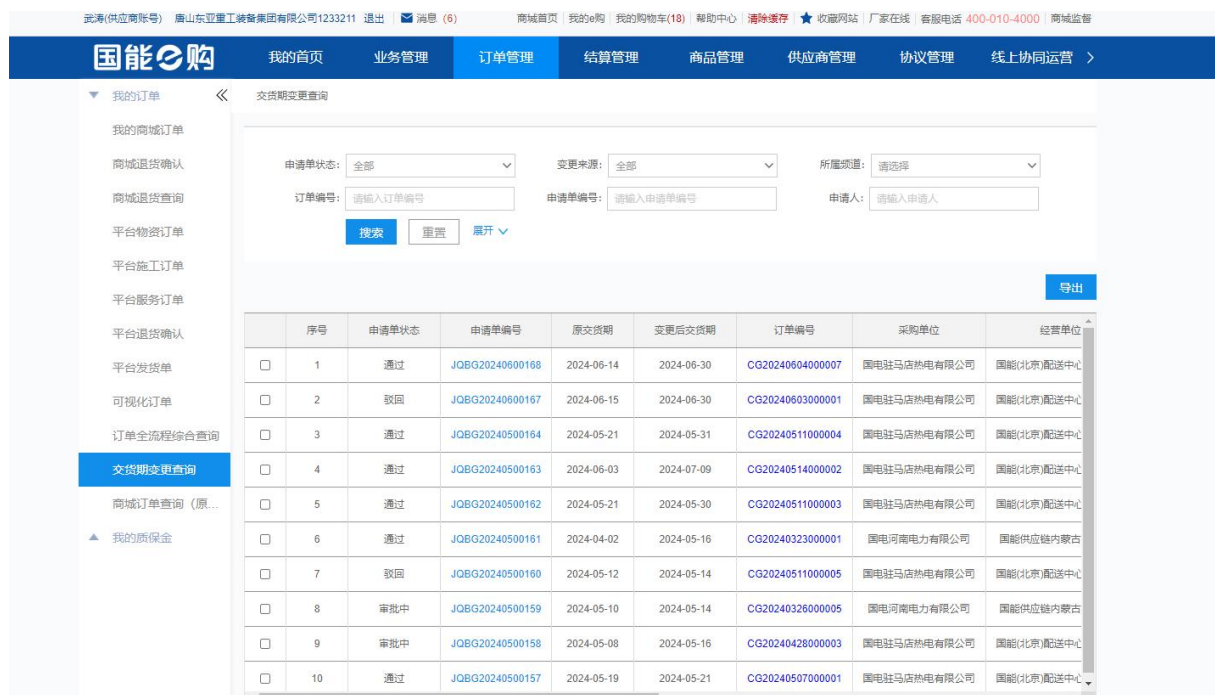 武涛(供应商账号) 唐山东亚重工装备集团有限公司1233211 退出 消息 (6) 商城首页 我的e购 我的购物车(18) 帮助中心 清除缓存 收藏网站 厂家在线 客服电话 400-010-4000 商城监督
国能e购 我的首页 业务管理 订单管理 结算管理 商品管理 供应商管理 协议管理 线上协同运营 >
我的订单
我的商城订单
商城退货确认
商城退货查询
平台物资订单
平台施工订单
平台服务订单
平台退货确认
平台发货单
可视化订单
订单全流程综合查询
交货期变更查询
商城订单查询（原...
我的质保金
交货期变更查询
申请单状态: 全部 变更来源: 全部 所属频道: 请选择
订单编号: 请输入订单编号 申请单编号: 请输入申请单编号 申请人: 请输入申请人
搜索 重置 展开
导出
序号 申请单状态 申请单编号 原交货期 变更后交货期 订单编号 采购单位 经营单位
1 通过 JQBG20240600168 2024-06-14 2024-06-30 CG20240604000007 国电驻马店热电有限公司 国能(北京)配送中心
2 驳回 JQBG20240600167 2024-06-15 2024-06-30 CG20240603000001 国电驻马店热电有限公司 国能(北京)配送中心
3 通过 JQBG20240500164 2024-05-21 2024-05-31 CG20240511000004 国电驻马店热电有限公司 国能(北京)配送中心
4 通过 JQBG20240500163 2024-06-03 2024-07-09 CG20240514000002 国电驻马店热电有限公司 国能(北京)配送中心
5 通过 JQBG20240500162 2024-05-21 2024-05-30 CG20240511000003 国电驻马店热电有限公司 国能(北京)配送中心
6 通过 JQBG20240500161 2024-04-02 2024-05-16 CG20240323000001 国电河南电力有限公司 国能供应链内蒙古
7 驳回 JQBG20240500160 2024-05-12 2024-05-14 CG20240511000005 国电驻马店热电有限公司 国能(北京)配送中心
8 审批中 JQBG20240500159 2024-05-10 2024-05-14 CG20240326000005 国电河南电力有限公司 国能供应链内蒙古
9 审批中 JQBG20240500158 2024-05-08 2024-05-16 CG20240428000003 国电驻马店热电有限公司 国能(北京)配送中心
10 通过 JQBG20240500157 2024-05-19 2024-05-21 CG20240507000001 国电驻马店热电有限公司 国能(北京)配送中心